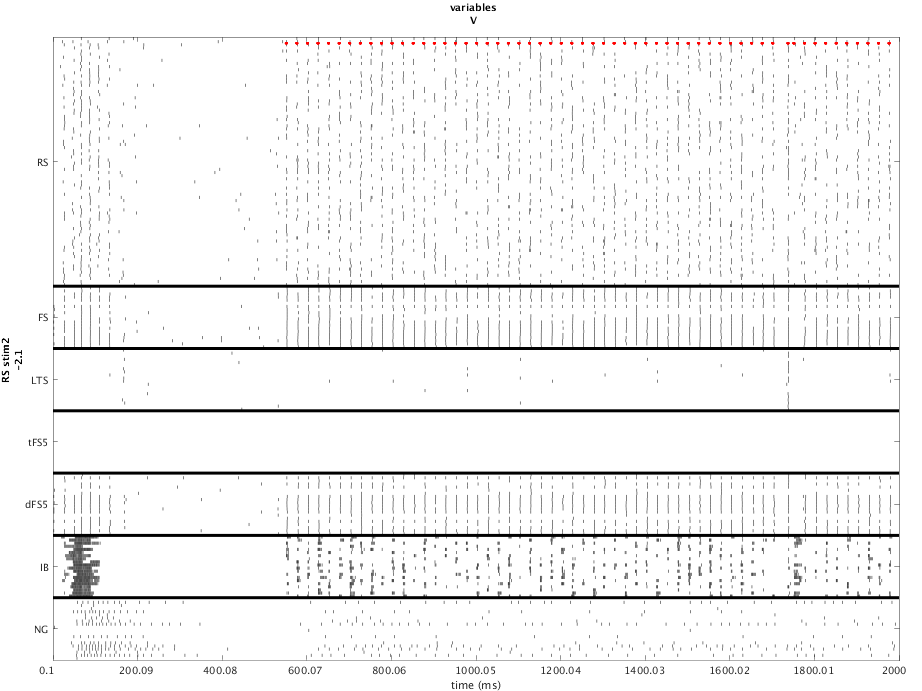 variables
V
RS
FS
LTS
tFS5
dFS5
IB
NG
RS stim2
−2.1
0.1
200.09
400.08
600.07
800.06
1000.05
1200.04
1400.03
1600.02
1800.01
2000
time (ms)